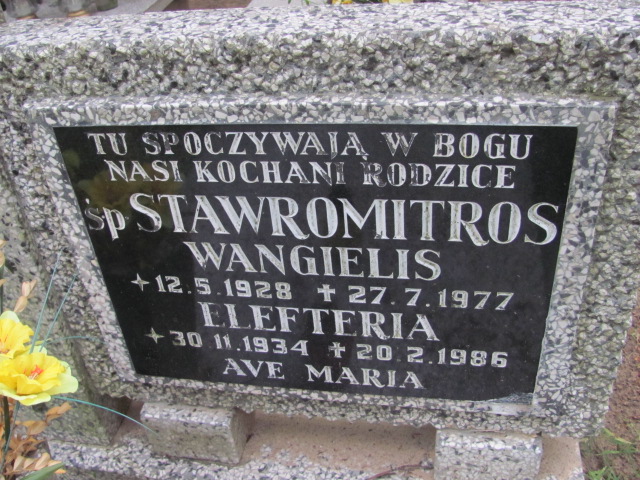 TU SPOCZYWAJĄ W BOGU
NASI KOCHANI RODZICE
śp STAWROMITROS
WANGIELIS
✦12.5.1928 ✝ 27.7.1977
ELEFTERIA
✦30 11.1934 ✝ 20.2.1986
AVE MARIA